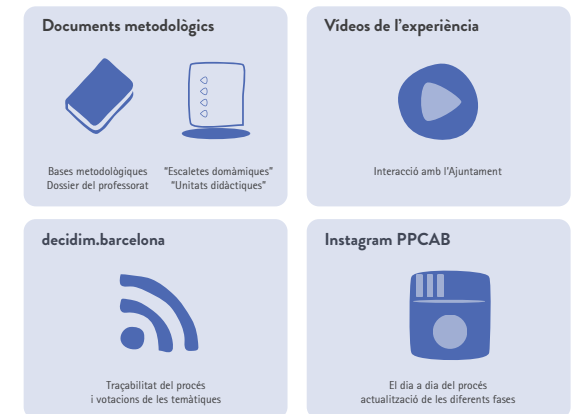 Documents metodològics
Bases metodològiques
Dossier del professorat
"Escaletes domàmiques"
"Unitats didàctiques"
Vídeos de l'experiència
Interacció amb l'Ajuntament
decidim.barcelona
Traçabilitat del procés
i votacions de les temàtiques
Instagram PPCAB
El dia a dia del procés
actualització de les diferents fases